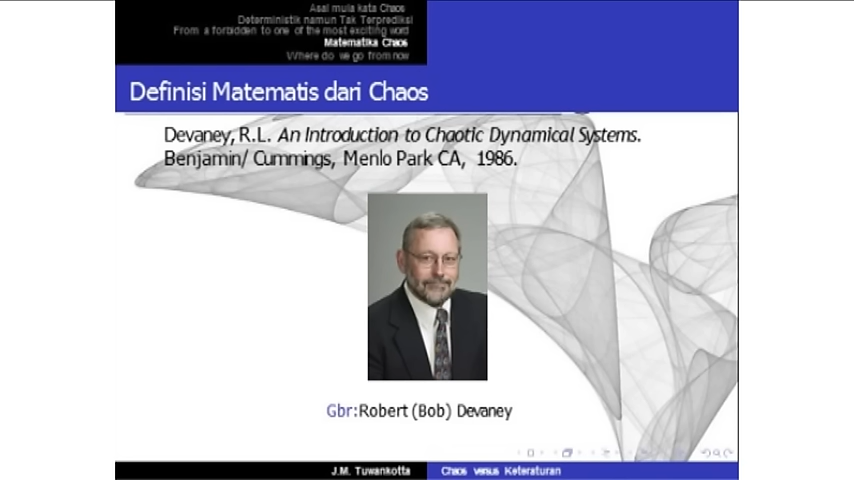 Asal mula kata Chaos
Deterministik namun Tak Terprediksi
From a forbidden to one of the most exciting word
Matematika Chaos
Where do we go from now
Definisi Matematis dari Chaos
Devaney, R.L. An Introduction to Chaotic Dynamical Systems.
Benjamin/ Cummings, Menlo Park CA, 1986.
Gbr:Robert (Bob) Devaney
J.M. Tuwankotta
Chaos versus Keteraturan